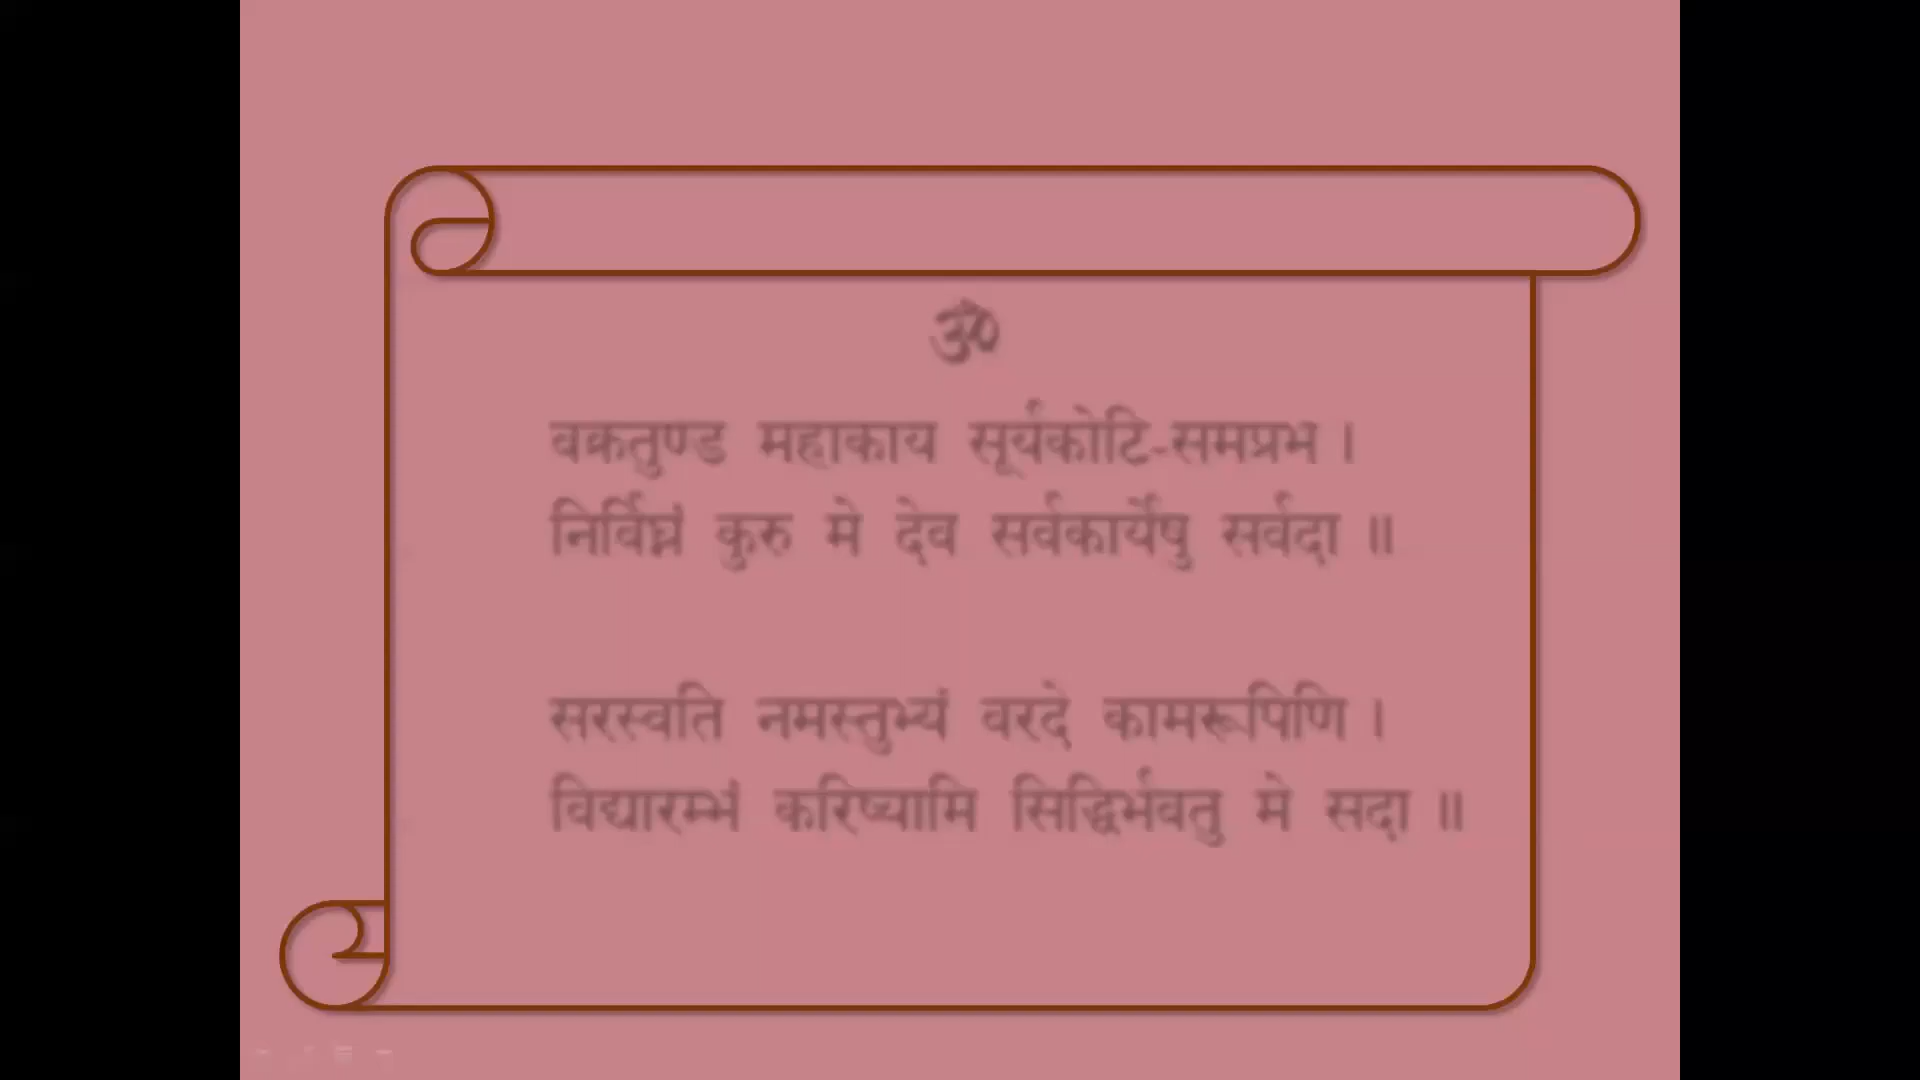 ॐ
वक्रतुण्ड महाकाय सूर्यकोटि-समप्रभ ।
निर्विघ्नं कुरु मे देव सर्वकार्येषु सर्वदा ॥
सरस्वति नमस्तुभ्यं वरदे कामरूपिणि ।
विद्यारम्भं करिष्यामि सिद्धिर्भवतु मे सदा ॥